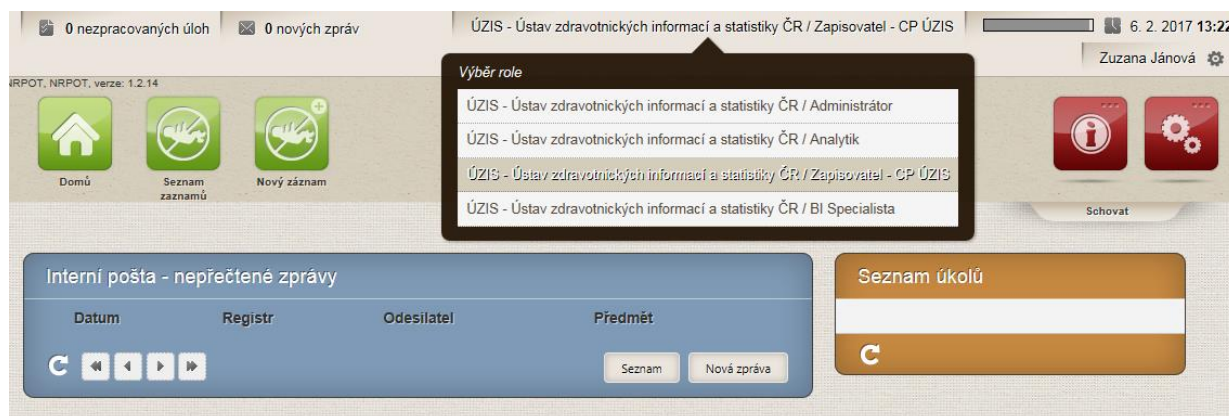 0 nezpracovaných úloh
0 nových zpráv
ÚZIS - Ústav zdravotnických informací a statistiky ČR / Zapisovatel - CP ÚZIS
6. 2. 2017 13:22
Zuzana Jánová
NRPOT, NRPOT, verze: 1.2.14
Výběr role
ÚZIS - Ústav zdravotnických informací a statistiky ČR / Administrátor
ÚZIS - Ústav zdravotnických informací a statistiky ČR / Analytik
ÚZIS - Ústav zdravotnických informací a statistiky ČR / Zapisovatel - CP ÚZIS
ÚZIS - Ústav zdravotnických informací a statistiky ČR / BI Specialista
Domů
Seznam
zaznamů
Nový záznam
Schovat
Interní pošta - nepřečtené zprávy
Datum Registr Odesilatel Předmět
Seznam
Nová zpráva
Seznam úkolů